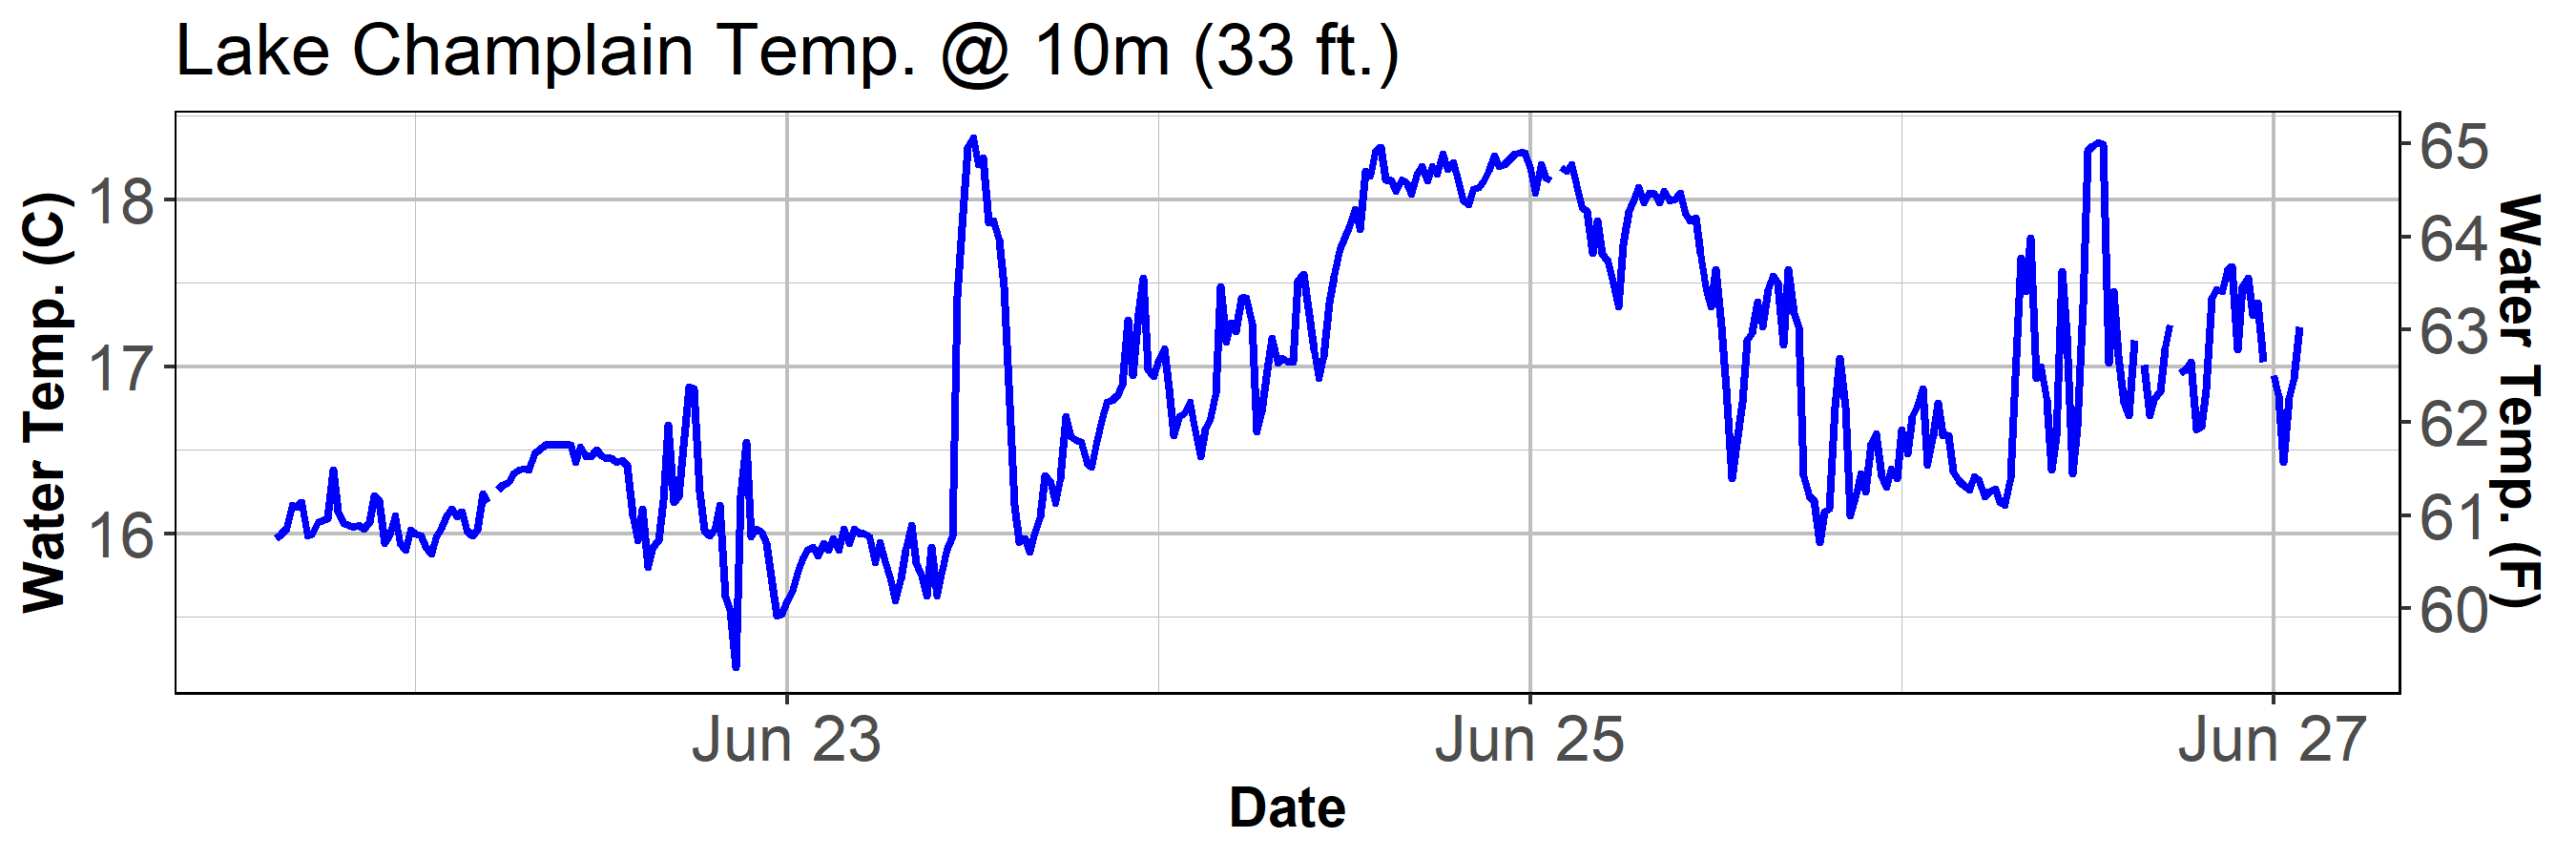 Lake Champlain Temp. @ 10m (33 ft.)
Water Temp. (C)
18
17
16
65
64
63
62
61
60
Water Temp. (F)
Jun 23
Jun 25
Jun 27
Date